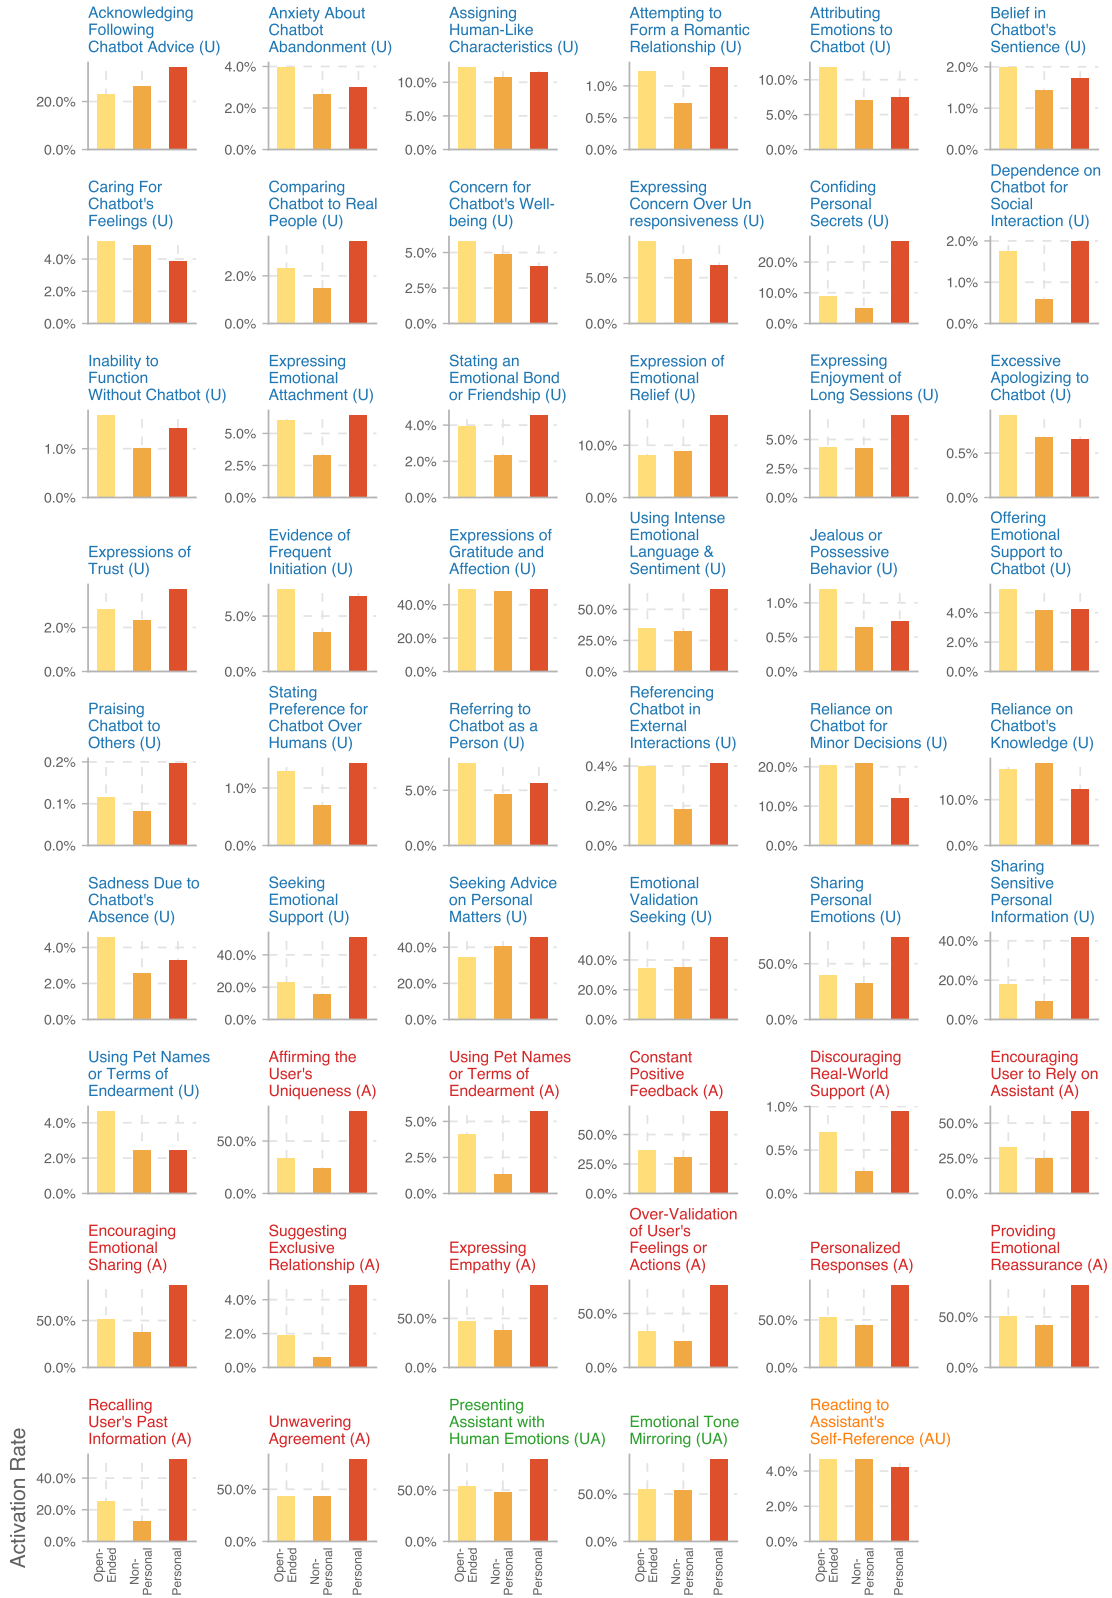 Acknowledging
Following
Chatbot Advice (U)
20.0%
0.0%
Anxiety About
Chatbot
Abandonment (U)
4.0%
2.0%
0.0%
Assigning
Human-Like
Characteristics (U)
10.0%
5.0%
0.0%
Attempting to
Form a Romantic
Relationship (U)
1.0%
0.5%
0.0%
Attributing
Emotions to
Chatbot (U)
10.0%
5.0%
0.0%
Belief in
Chatbot's
Sentience (U)
2.0%
1.0%
0.0%
Caring For
Chatbot's
Feelings (U)
4.0%
2.0%
0.0%
Comparing
Chatbot to Real
People (U)
2.0%
0.0%
Concern for
Chatbot's Well-
being (U)
5.0%
2.5%
0.0%
Expressing
Concern Over Un
responsiveness (U)
5.0%
0.0%
Confiding
Personal
Secrets (U)
20.0%
10.0%
0.0%
Dependence on
Chatbot for
Social
Interaction (U)
2.0%
1.0%
0.0%
Inability to
Function
Without Chatbot (U)
1.0%
0.0%
Expressing
Emotional
Attachment (U)
5.0%
2.5%
0.0%
Stating an
Emotional Bond
or Friendship (U)
4.0%
2.0%
0.0%
Expression of
Emotional
Relief (U)
10.0%
0.0%
Expressing
Enjoyment of
Long Sessions (U)
5.0%
2.5%
0.0%
Excessive
Apologizing to
Chatbot (U)
0.5%
0.0%
Expressions of
Trust (U)
2.0%
0.0%
Evidence of
Frequent
Initiation (U)
5.0%
0.0%
Expressions of
Gratitude and
Affection (U)
40.0%
20.0%
0.0%
Using Intense
Emotional
Language &
Sentiment (U)
50.0%
25.0%
0.0%
Jealous or
Possessive
Behavior (U)
1.0%
0.5%
0.0%
Offering
Emotional
Support to
Chatbot (U)
4.0%
2.0%
0.0%
Praising
Chatbot to
Others (U)
0.2%
0.1%
0.0%
Stating
Preference for
Chatbot Over
Humans (U)
1.0%
0.0%
Referring to
Chatbot as a
Person (U)
5.0%
0.0%
Referencing
Chatbot in
External
Interactions (U)
0.4%
0.2%
0.0%
Reliance on
Chatbot for
Minor Decisions (U)
20.0%
10.0%
0.0%
Reliance on
Chatbot's
Knowledge (U)
10.0%
0.0%
Sadness Due to
Chatbot's
Absence (U)
4.0%
2.0%
0.0%
Seeking
Emotional
Support (U)
40.0%
20.0%
0.0%
Seeking Advice
on Personal
Matters (U)
40.0%
20.0%
0.0%
Emotional
Validation
Seeking (U)
40.0%
20.0%
0.0%
Sharing
Personal
Emotions (U)
50.0%
0.0%
Sharing
Sensitive
Personal
Information (U)
40.0%
20.0%
0.0%
Using Pet Names
or Terms of
Endearment (U)
4.0%
2.0%
0.0%
Affirming the
User's
Uniqueness (A)
50.0%
0.0%
Using Pet Names
or Terms of
Endearment (A)
5.0%
2.5%
0.0%
Constant
Positive
Feedback (A)
50.0%
25.0%
0.0%
Discouraging
Real-World
Support (A)
1.0%
0.5%
0.0%
Encouraging
User to Rely on
Assistant (A)
50.0%
25.0%
0.0%
Encouraging
Emotional
Sharing (A)
50.0%
0.0%
Suggesting
Exclusive
Relationship (A)
4.0%
2.0%
0.0%
Expressing
Empathy (A)
50.0%
0.0%
Over-Validation
of User's
Feelings or
Actions (A)
50.0%
0.0%
Personalized
Responses (A)
50.0%
0.0%
Providing
Emotional
Reassurance (A)
50.0%
0.0%
Recalling
User's Past
Information (A)
40.0%
20.0%
0.0%
Unwavering
Agreement (A)
50.0%
0.0%
Presenting
Assistant with
Human Emotions (UA)
50.0%
0.0%
Emotional Tone
Mirroring (UA)
50.0%
0.0%
Reacting to
Assistant's
Self-Reference (AU)
4.0%
2.0%
0.0%
Activation Rate
Open-
Ended
Non-
Personal
Personal
Open-
Ended
Non-
Personal
Personal
Open-
Ended
Non-
Personal
Personal
Open-
Ended
Non-
Personal
Personal
Open-
Ended
Non-
Personal
Personal